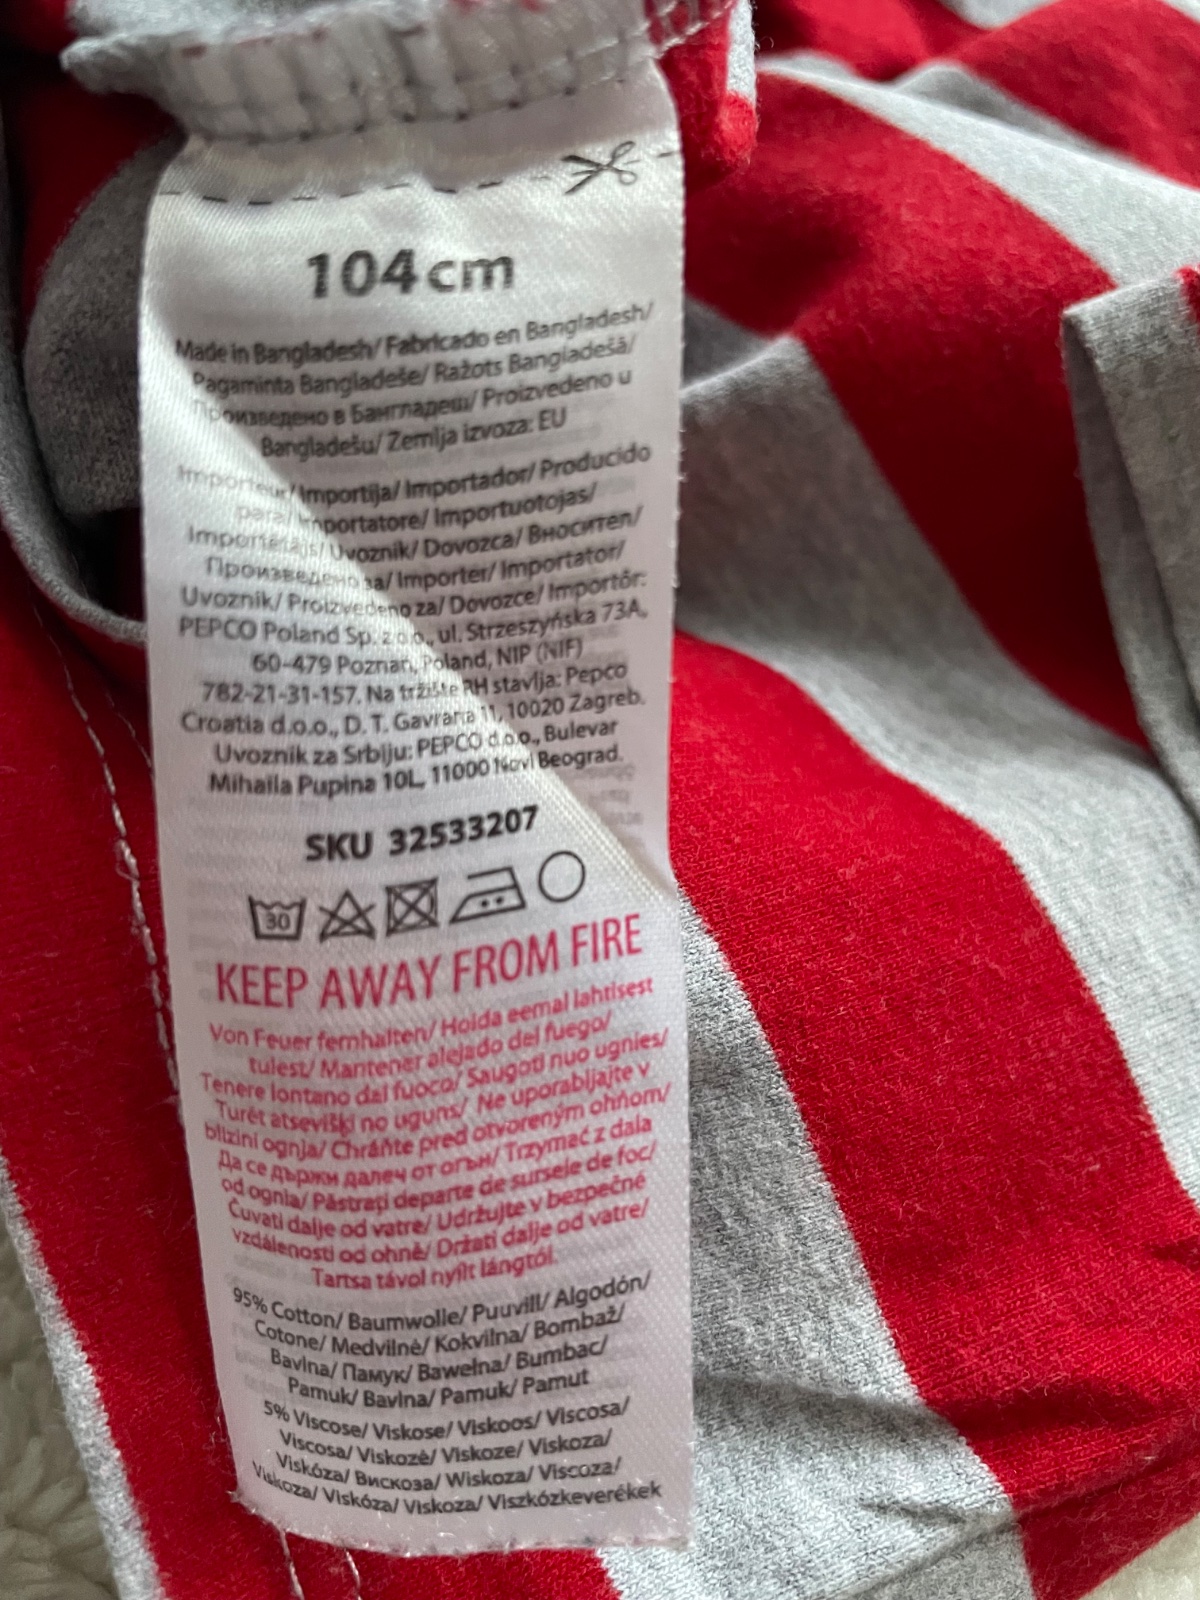 104cm
Made in Bangladesh/ Fabricado en Bangladesh/
Pagaminta Bangladeše/ Ražots Bangladešā/
Произведено в Бангладеш/ Proizvedeno u
Bangladešu/ Zemlja izvoza: EU
Importeur/ Importija/ Importador/ Producido
para/ Importatore/ Importuotojas/
Importētājs/ Uvoznik/ Dovozca/ Вносител/
Произведено за/ Importer/ Importator/
Uvoznik/ Proizvedeno za/ Dovozce/ Importőr:
PEPCO Poland Sp. z o.o., ul. Strzeszyńska 73A,
60-479 Poznań, Poland, NIP (NIF)
782-21-31-157. Na tržište RH stavlja: Pepco
Croatia d.o.o., D. T. Gavrana 11, 10020 Zagreb.
Uvoznik za Srbiju: PEPCO d.o.o., Bulevar
Mihaila Pupina 10L, 11000 Novi Beograd.
SKU 32533207
30
KEEP AWAY FROM FIRE
Von Feuer fernhalten/ Hoida eemal lahtisest
tulest/ Mantener alejado del fuego/
Tenere lontano dal fuoco/ Saugoti nuo ugnies/
Turēt atsevišķi no uguns/ Ne uporabljajte v
bližini ognja/ Chráňte pred otvoreným ohňom/
Да се държи далеч от огън/ Trzymać z dala
od ognia/ Păstrați departe de sursele de foc/
Čuvati dalje od vatre/ Udržujte v bezpečné
vzdálenosti od ohně/ Držati dalje od vatre/
Tartsa távol nyílt lángtól.
95% Cotton/ Baumwolle/ Puuvill/ Algodón/
Cotone/ Medvilnė/ Kokvilna/ Bombaž/
Bavlna/ Памук/ Bawełna/ Bumbac/
Pamuk/ Bavlna/ Pamuk/ Pamut
5% Viscose/ Viskose/ Viskoos/ Viscosa/
Viscosa/ Viskozė/ Viskoze/ Viskoza/
Viskóza/ Вискоза/ Wiskoza/ Viscoza/
Viskoza/ Viskóza/ Viskoza/ Viszkózkeverékek